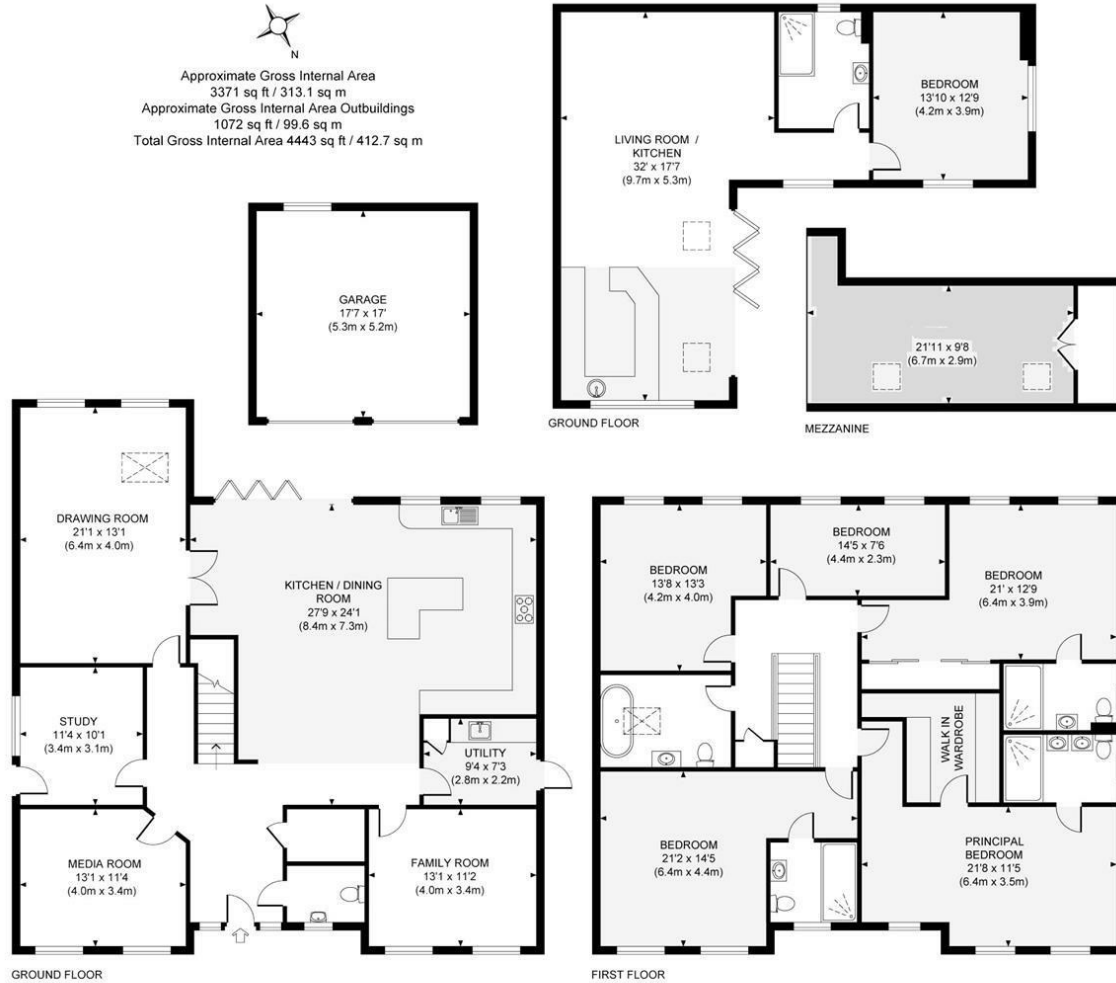 N
Approximate Gross Internal Area
3371 sq ft / 313.1 sq m
Approximate Gross Internal Area Outbuildings
1072 sq ft / 99.6 sq m
Total Gross Internal Area 4443 sq ft / 412.7 sq m
LIVING ROOM /
KITCHEN
32' x 17'7
(9.7m x 5.3m)
BEDROOM
13'10 x 12'9
(4.2m x 3.9m)
GROUND FLOOR
21'11 x 9'8
(6.7m x 2.9m)
MEZZANINE
GARAGE
17'7 x 17'
(5.3m x 5.2m)
DRAWING ROOM
21'1 x 13'1
(6.4m x 4.0m)
KITCHEN / DINING
ROOM
27'9 x 24'1
(8.4m x 7.3m)
STUDY
11'4 x 10'1
(3.4m x 3.1m)
UTILITY
9'4 x 7'3
(2.8m x 2.2m)
MEDIA ROOM
13'1 x 11'4
(4.0m x 3.4m)
FAMILY ROOM
13'1 x 11'2
(4.0m x 3.4m)
GROUND FLOOR
BEDROOM
13'8 x 13'3
(4.2m x 4.0m)
BEDROOM
14'5 x 7'6
(4.4m x 2.3m)
BEDROOM
21' x 12'9
(6.4m x 3.9m)
WALK IN
WARDROBE
BEDROOM
21'2 x 14'5
(6.4m x 4.4m)
PRINCIPAL
BEDROOM
21'8 x 11'5
(6.4m x 3.5m)
FIRST FLOOR